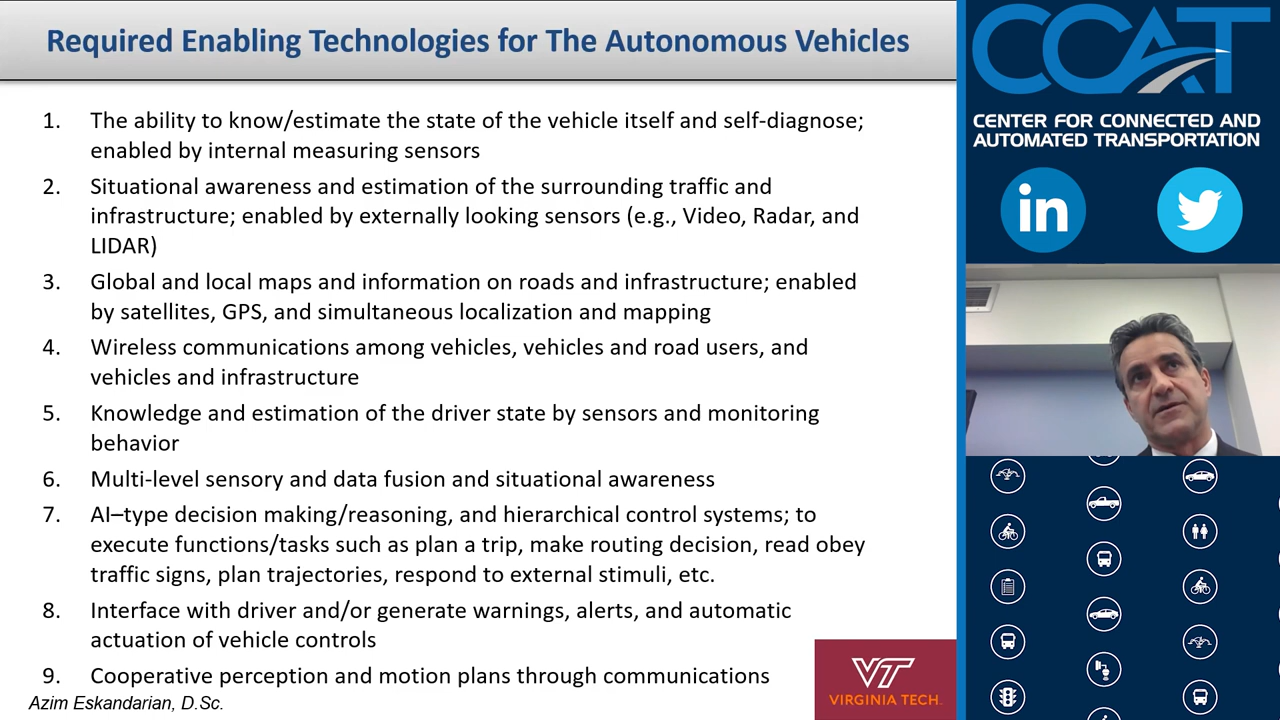 Required Enabling Technologies for The Autonomous Vehicles
1. The ability to know/estimate the state of the vehicle itself and self-diagnose;
enabled by internal measuring sensors
2. Situational awareness and estimation of the surrounding traffic and
infrastructure; enabled by externally looking sensors (e.g., Video, Radar, and
LIDAR)
3. Global and local maps and information on roads and infrastructure; enabled
by satellites, GPS, and simultaneous localization and mapping
4. Wireless communications among vehicles, vehicles and road users, and
vehicles and infrastructure
5. Knowledge and estimation of the driver state by sensors and monitoring
behavior
6. Multi-level sensory and data fusion and situational awareness
7. AI–type decision making/reasoning, and hierarchical control systems; to
execute functions/tasks such as plan a trip, make routing decision, read obey
traffic signs, plan trajectories, respond to external stimuli, etc.
8. Interface with driver and/or generate warnings, alerts, and automatic
actuation of vehicle controls
9. Cooperative perception and motion plans through communications
Azim Eskandarian, D.Sc.
VT
VIRGINIA TECH.
CCAT
CENTER FOR CONNECTED AND
AUTOMATED TRANSPORTATION
in